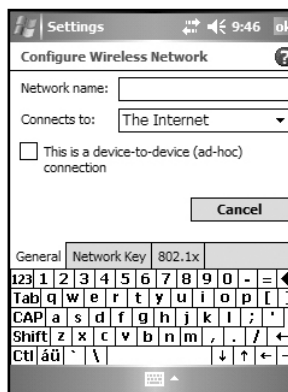 Settings 9:46 ok
Configure Wireless Network ?
Network name:
Connects to: The Internet
This is a device-to-device (ad-hoc)
connection
Cancel
General Network Key 802.1x
123 1 2 3 4 5 6 7 8 9 0 - =
Tab q w e r t y u i o p [ ]
CAP a s d f g h j k l ; '
Shift z x c v b n m , . / ←
Ctl áü ` \ ↓ ↑ ← →